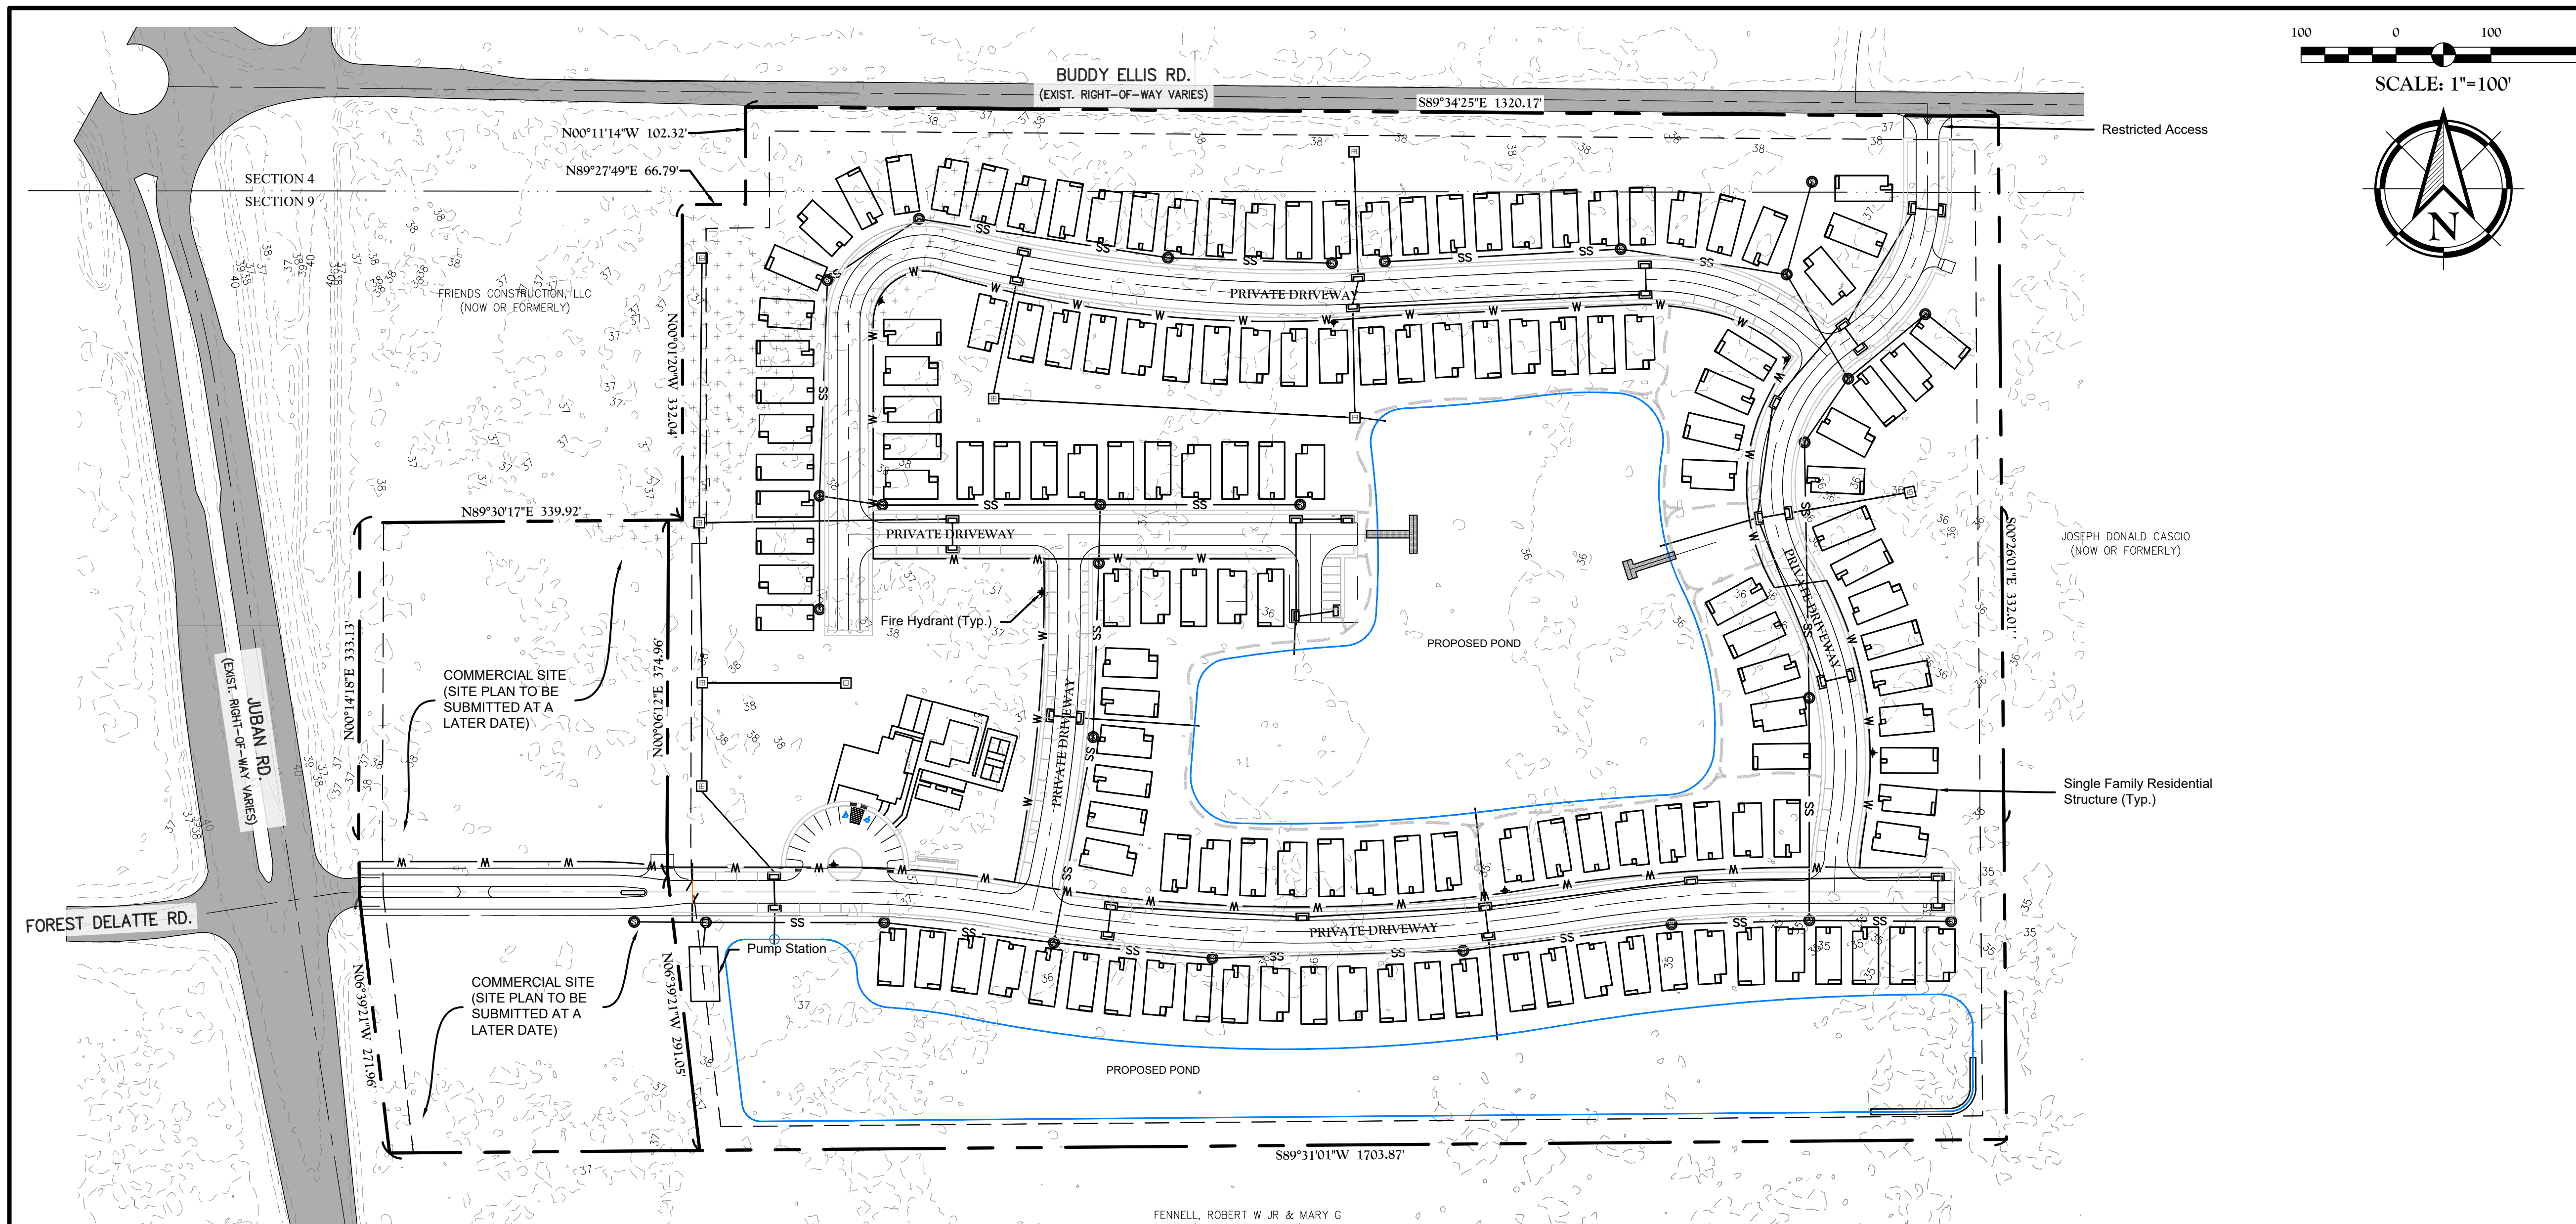 100 0 100
SCALE: 1"=100'
N
BUDDY ELLIS RD.
(EXIST. RIGHT-OF-WAY VARIES)
S89°34'25"E 1320.17'
Restricted Access
N00°11'14"W 102.32'
N89°27'49"E 66.79'
SECTION 4
SECTION 9
FRIENDS CONSTRUCTION, LLC
(NOW OR FORMERLY)
N00°01'20"W 332.04'
PRIVATE DRIVEWAY
N89°30'17"E 339.92'
PRIVATE DRIVEWAY
JOSEPH DONALD CASCIO
(NOW OR FORMERLY)
S00°26'01"E 332.01'
PRIVATE DRIVEWAY
Fire Hydrant (Typ.)
PROPOSED POND
N00°14'18"E 333.13'
N00°06'12"E 374.96'
COMMERCIAL SITE
(SITE PLAN TO BE
SUBMITTED AT A
LATER DATE)
JUBAN RD.
(EXIST. RIGHT-OF-WAY VARIES)
PRIVATE DRIVEWAY
Single Family Residential
Structure (Typ.)
FOREST DELATTE RD.
PRIVATE DRIVEWAY
Pump Station
COMMERCIAL SITE
(SITE PLAN TO BE
SUBMITTED AT A
LATER DATE)
N06°39'21"W 271.96'
N06°39'21"W 291.05'
PROPOSED POND
S89°31'01"W 1703.87'
FENNELL, ROBERT W JR & MARY G